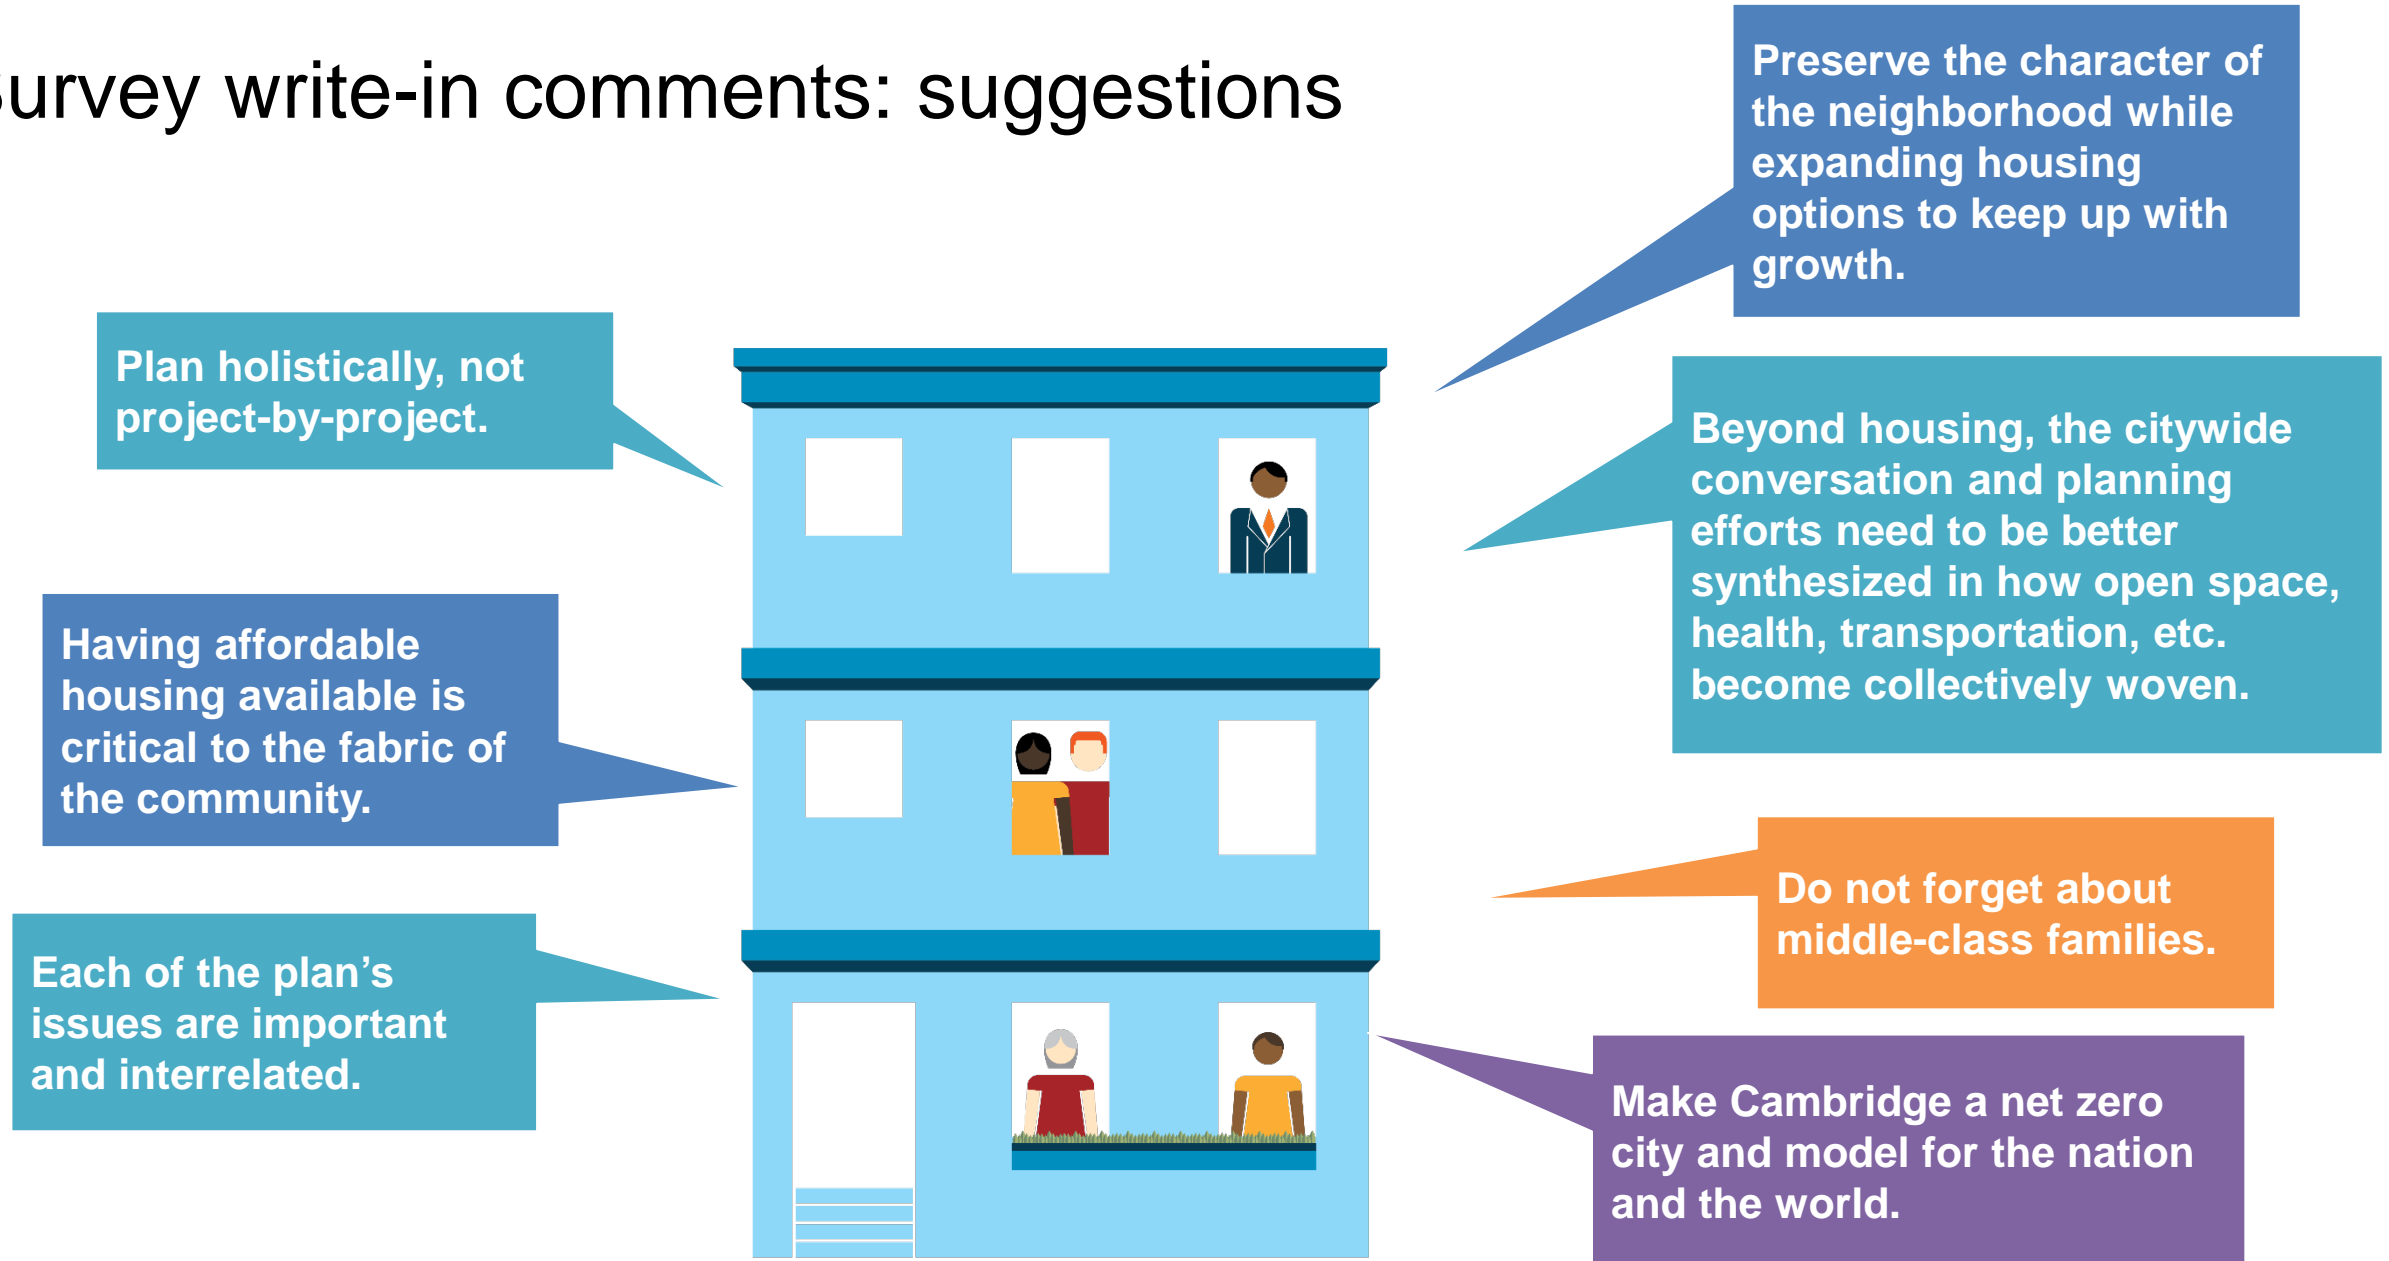 urvey write-in comments: suggestions
Preserve the character of
the neighborhood while
expanding housing
options to keep up with
growth.
Plan holistically, not
project-by-project.
Beyond housing, the citywide
conversation and planning
efforts need to be better
synthesized in how open space,
health, transportation, etc.
become collectively woven.
Having affordable
housing available is
critical to the fabric of
the community.
Do not forget about
middle-class families.
Each of the plan’s
issues are important
and interrelated.
Make Cambridge a net zero
city and model for the nation
and the world.